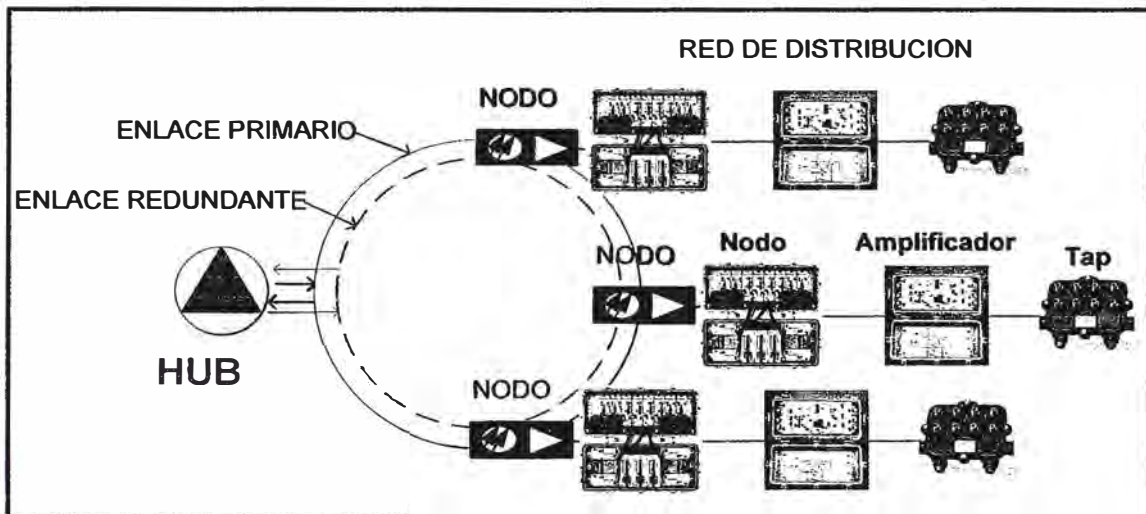 RED DE DISTRIBUCION
NODO
ENLACE PRIMARIO
ENLACE REDUNDANTE
NODO
Nodo
Amplificador
Tap
HUB
NODO